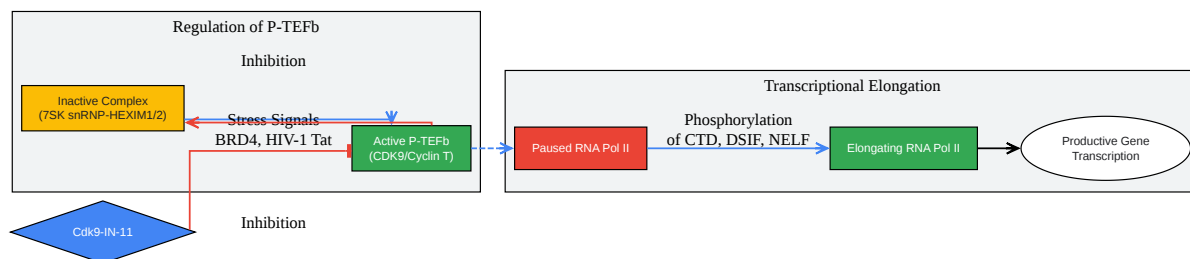 Regulation of P-TEFb
Inhibition
Inactive Complex
(7SK snRNP-HEXIM1/2)
Stress Signals
BRD4, HIV-1 Tat
Active P-TEFb
(CDK9/Cyclin T)
Cdk9-IN-11
Inhibition
Transcriptional Elongation
Paused RNA Pol II
Phosphorylation
of CTD, DSIF, NELF
Elongating RNA Pol II
Productive Gene
Transcription